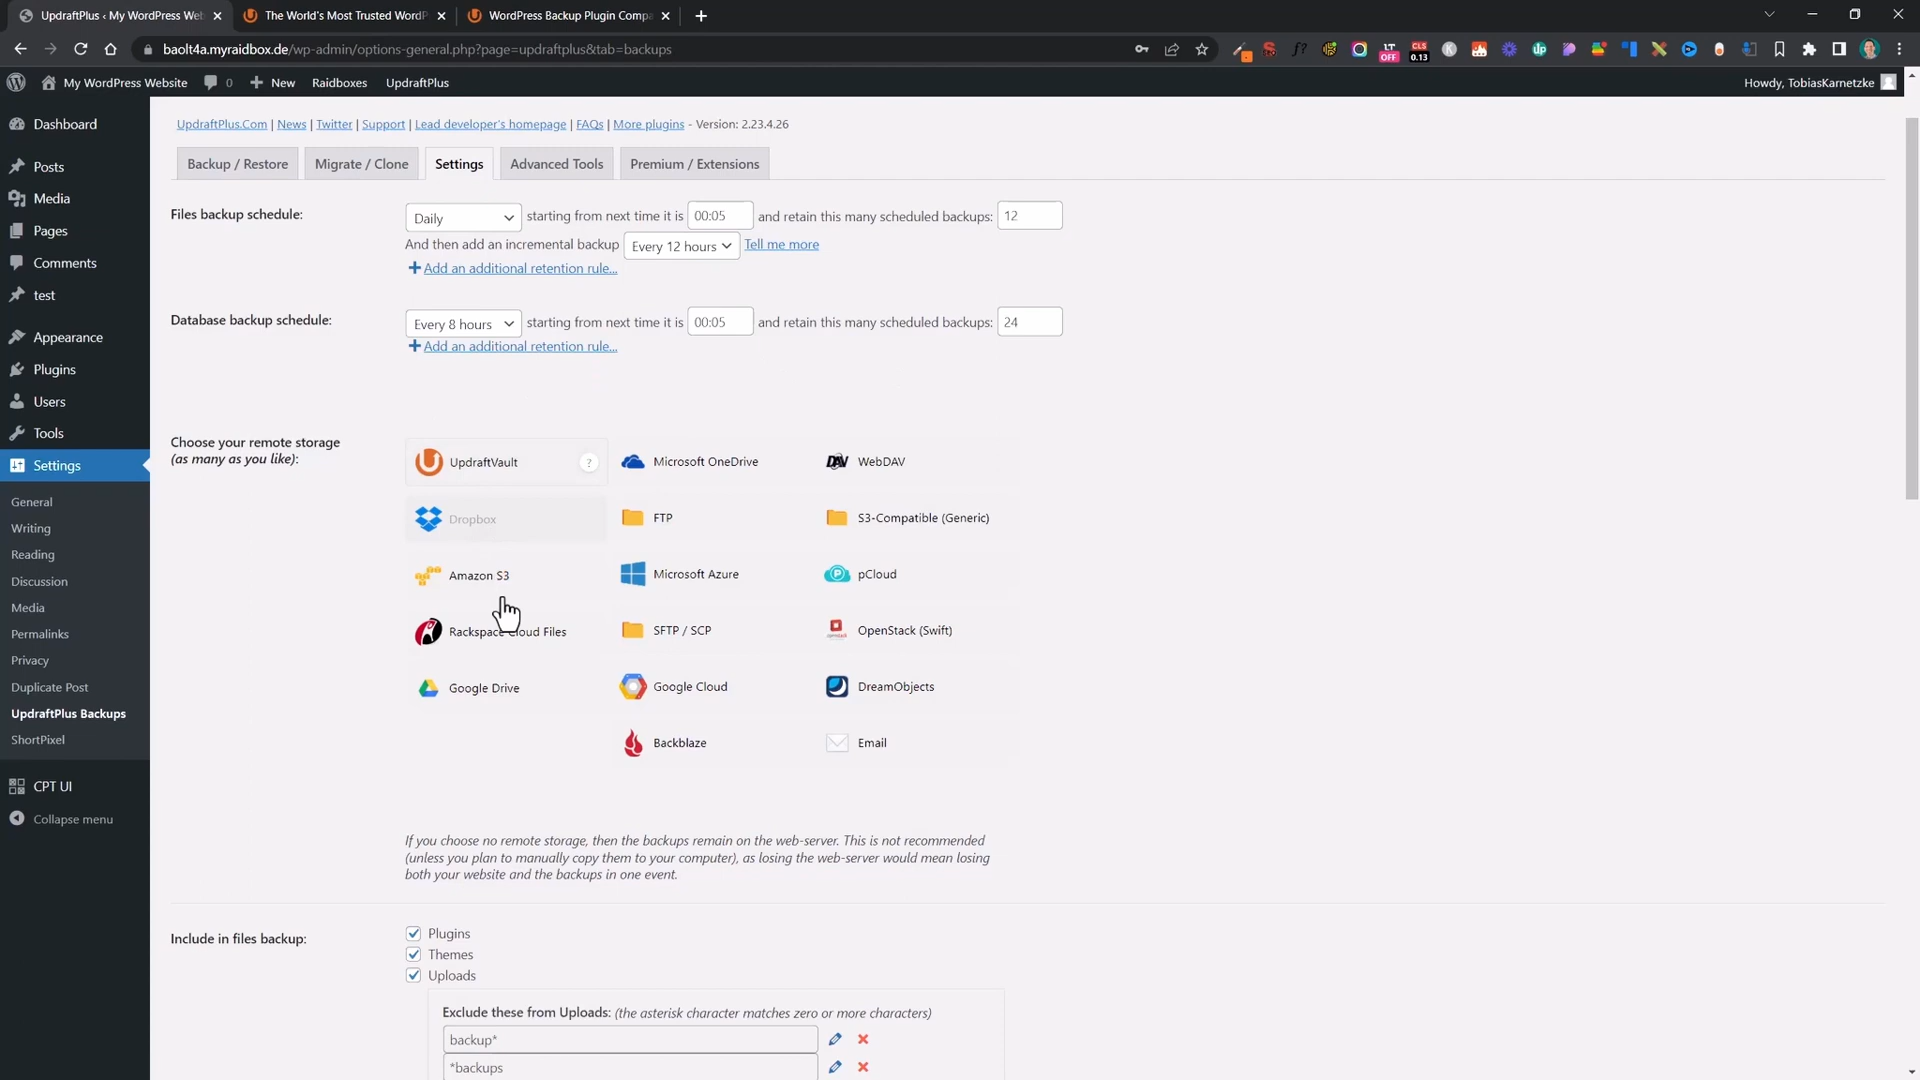 UpdraftPlus ‹ My WordPress Web
The World's Most Trusted WordP
WordPress Backup Plugin Compa
baolt4a.myraidbox.de/wp-admin/options-general.php?page=updraftplus&tab=backups
LT OFF
CLS 0.13
My WordPress Website
0
New
Raidboxes
UpdraftPlus
Howdy, TobiasKarnetzke
Dashboard
Posts
Media
Pages
Comments
test
Appearance
Plugins
Users
Tools
Settings
General
Writing
Reading
Discussion
Media
Permalinks
Privacy
Duplicate Post
UpdraftPlus Backups
ShortPixel
CPT UI
Collapse menu
UpdraftPlus.Com | News | Twitter | Support | Lead developer's homepage | FAQs | More plugins - Version: 2.23.4.26
Backup / Restore
Migrate / Clone
Settings
Advanced Tools
Premium / Extensions
Files backup schedule:
Daily starting from next time it is 00:05 and retain this many scheduled backups: 12
And then add an incremental backup Every 12 hours Tell me more
Add an additional retention rule...
Database backup schedule:
Every 8 hours starting from next time it is 00:05 and retain this many scheduled backups: 24
Add an additional retention rule...
Choose your remote storage
(as many as you like):
UpdraftVault ?
Microsoft OneDrive
DAV WebDAV
Dropbox
FTP
S3-Compatible (Generic)
Amazon S3
Microsoft Azure
pCloud
Rackspace Cloud Files
SFTP / SCP
OpenStack (Swift)
Google Drive
Google Cloud
DreamObjects
Backblaze
Email
If you choose no remote storage, then the backups remain on the web-server. This is not recommended
(unless you plan to manually copy them to your computer), as losing the web-server would mean losing
both your website and the backups in one event.
Include in files backup:
Plugins
Themes
Uploads
Exclude these from Uploads: (the asterisk character matches zero or more characters)
backup*
*backups